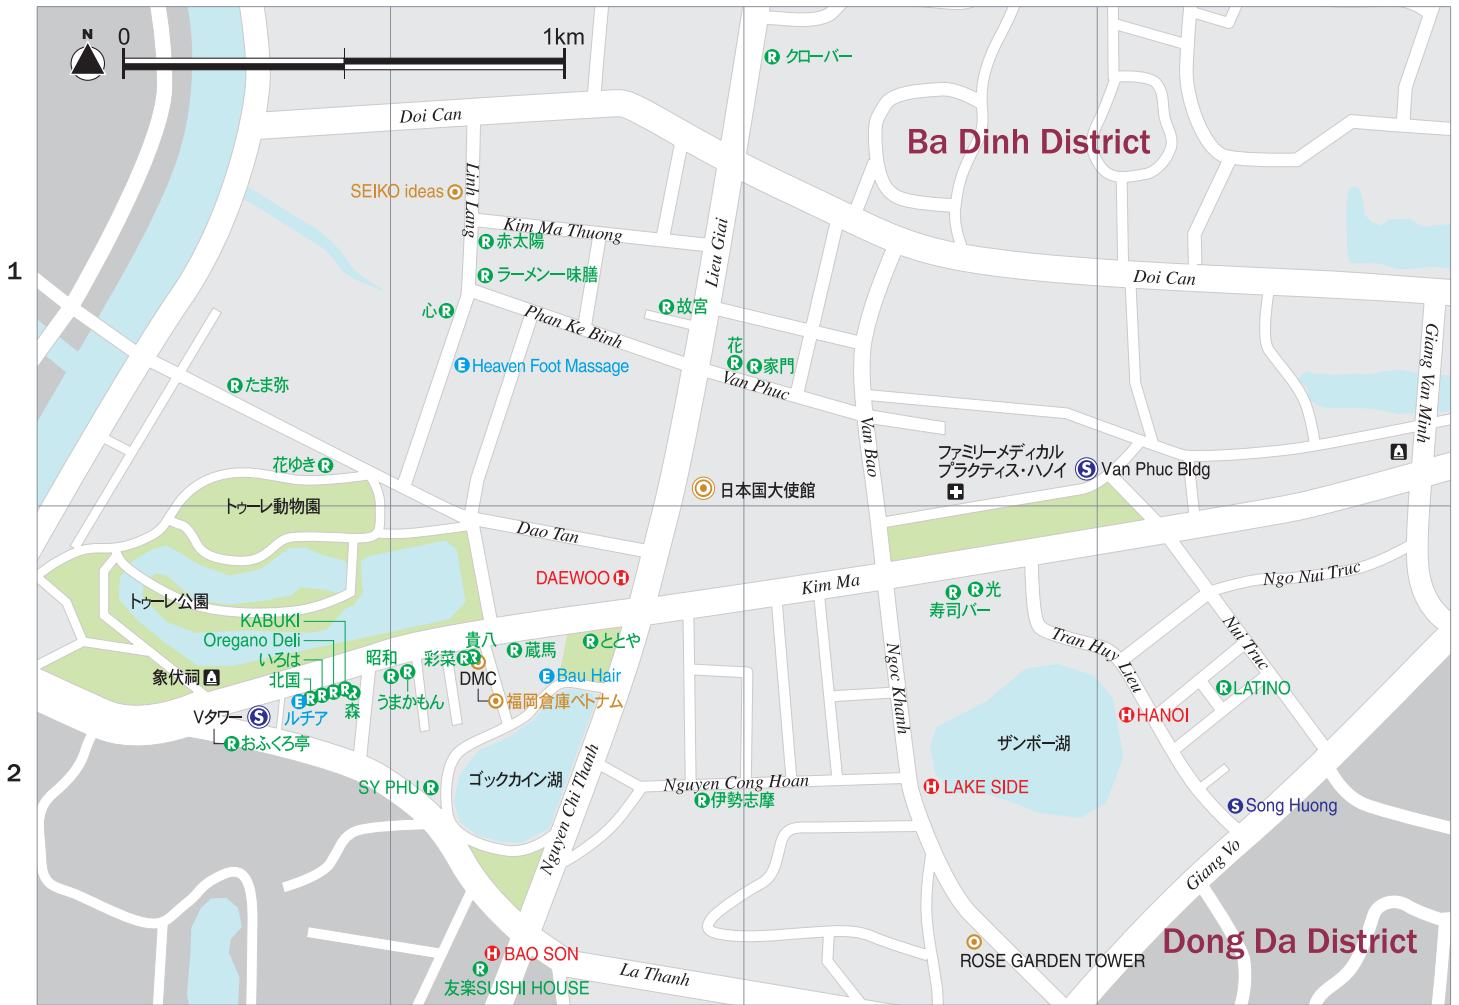 N
0
1km
クローバー
Doi Can
Ba Dinh District
SEIKO ideas
Linh Lang
Kim Ma Thuong
赤太陽
Lieu Giai
1
ラーメン一味膳
Doi Can
心
Phan Ke Binh
故宮
Giang Van Minh
花
家門
Heaven Foot Massage
Van Phuc
たま弥
Van Bao
ファミリーメディカル
プラクティス・ハノイ
Van Phuc Bldg
花ゆき
日本国大使館
トゥーレ動物園
Dao Tan
DAEWOO
Kim Ma
Ngo Nui Truc
トゥーレ公園
光
寿司バー
KABUKI
Oregano Deli
いろは
北国
Nui Truc
Tran Huy Lieu
貴八
彩菜
蔵馬
ととや
昭和
象伏祠
DMC
Bau Hair
Ngoc Khanh
LATINO
うまかもん
福岡倉庫ベトナム
森
ルチア
Vタワー
HANOI
おふくろ亭
ザンボー湖
2
ゴックカイン湖
SY PHU
Nguyen Chi Thanh
Nguyen Cong Hoan
伊勢志摩
LAKE SIDE
Song Huong
Giang Vo
BAO SON
Dong Da District
ROSE GARDEN TOWER
La Thanh
友楽SUSHI HOUSE